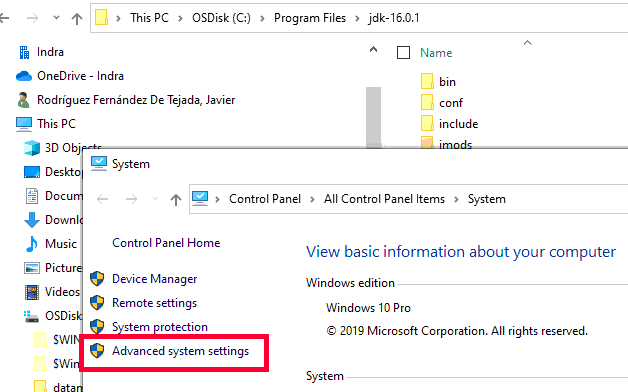 This PC > OSDisk (C:) > Program Files > jdk-16.0.1
Indra
OneDrive - Indra
Rodríguez Fernández De Tejada, Javier
This PC
3D Objects
Desktop
Docum
Downlo
Music
Picture
Videos
OSDisk
$WIN
$Win
datam
Name
bin
conf
include
jmods
System
Control Panel > All Control Panel Items > System
Control Panel Home
Device Manager
Remote settings
System protection
Advanced system settings
View basic information about your computer
Windows edition
Windows 10 Pro
© 2019 Microsoft Corporation. All rights reserved.
System